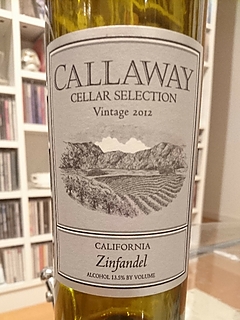 CALLAWAY
CELLAR SELECTION
Vintage 2012
CALIFORNIA
Zinfandel
ALCOHOL 13.5% BY VOLUME